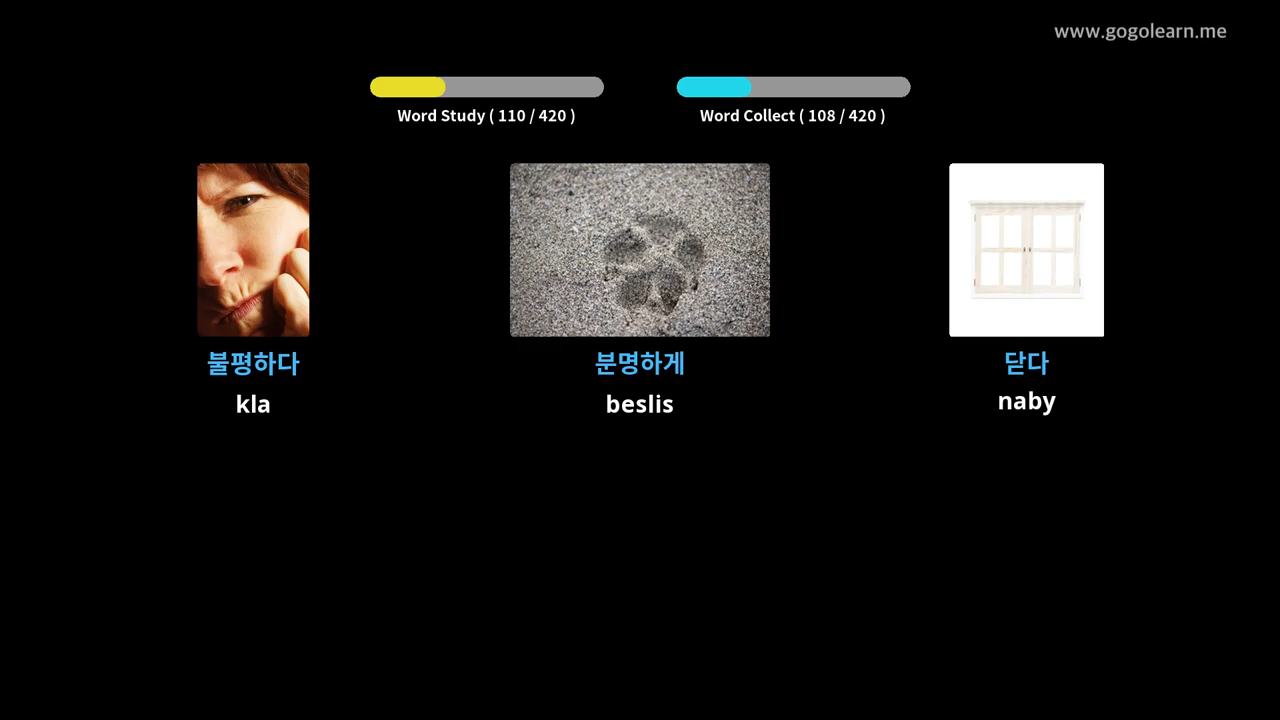 www.gogolearn.me
Word Study ( 110 / 420 )
Word Collect ( 108 / 420 )
불평하다
kla
분명하게
beslis
닫다
naby